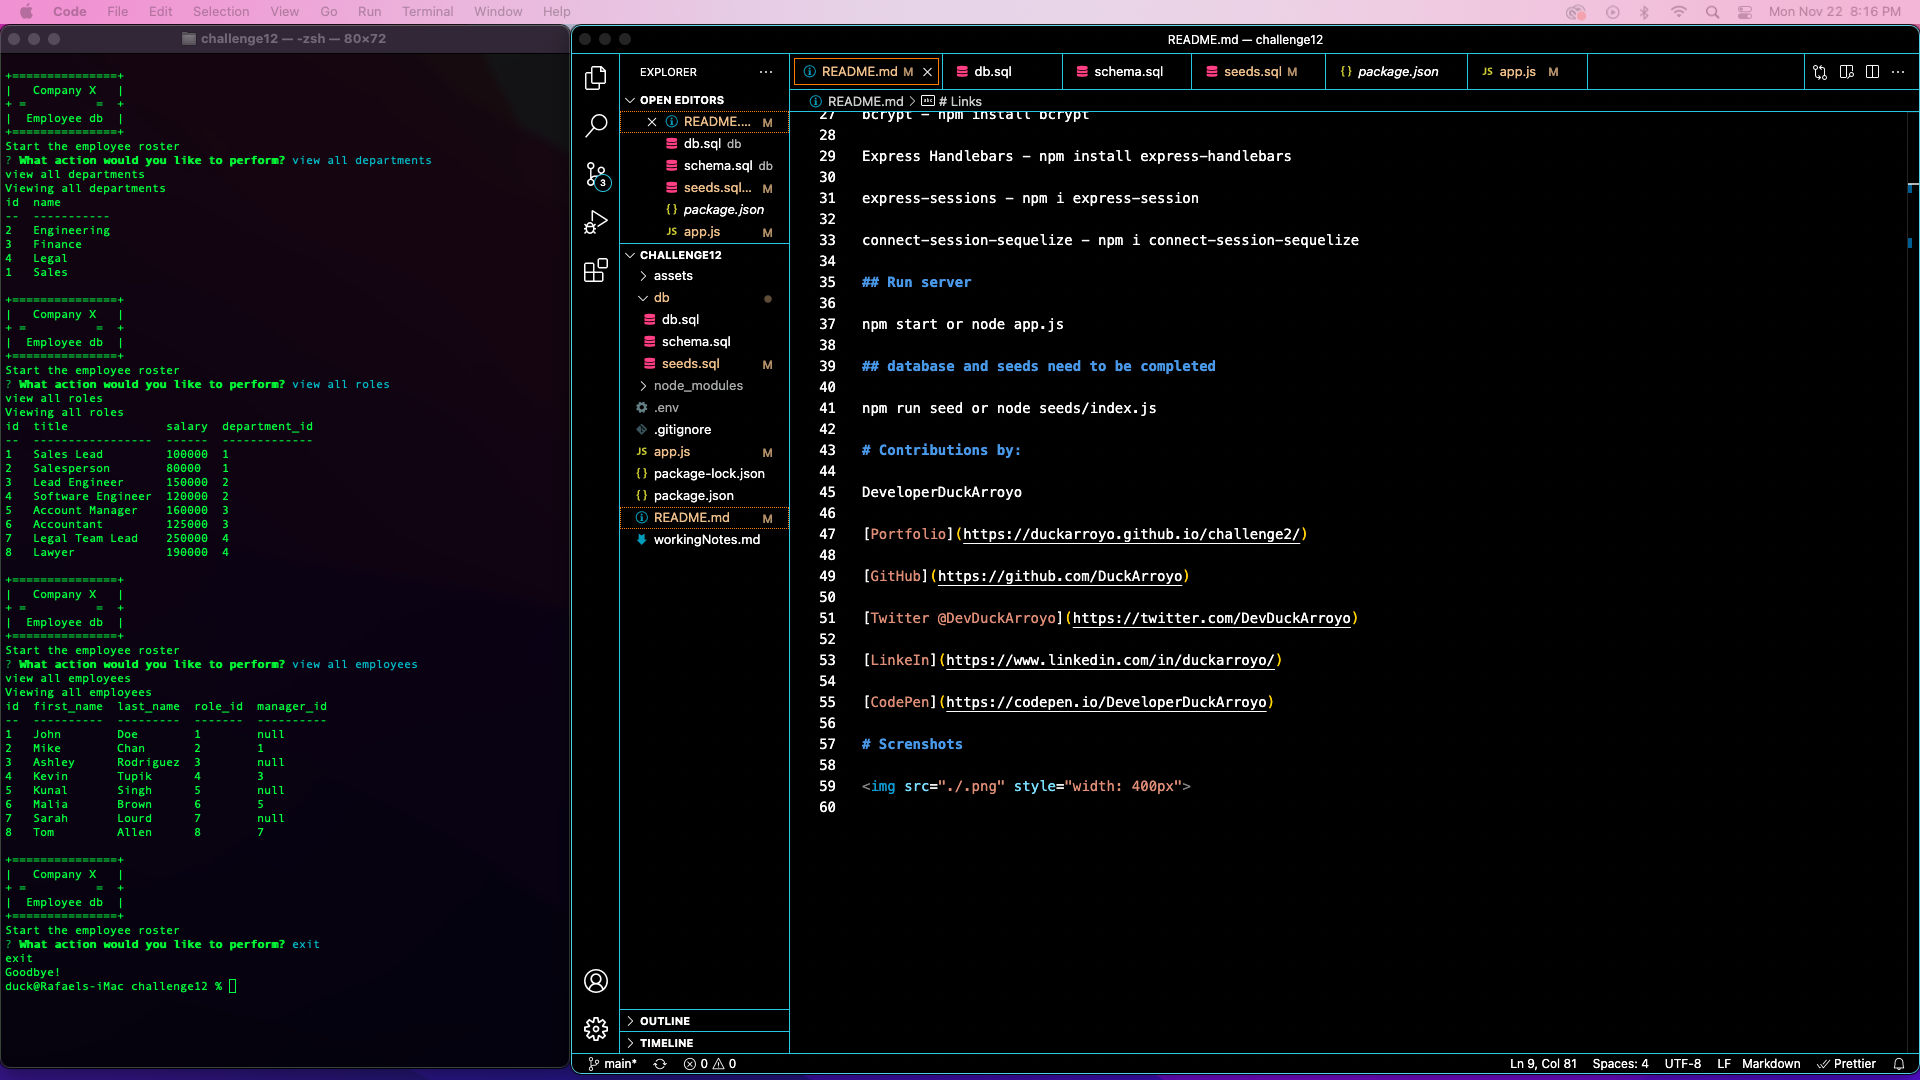 Code File Edit Selection View Go Run Terminal Window Help Mon Nov 22 8:16 PM
challenge12 — -zsh — 80×72
+===============+
| Company X |
+ = = +
| Employee db |
+===============+
Start the employee roster
? What action would you like to perform? view all departments
view all departments
Viewing all departments
id name
-- -----------
2 Engineering
3 Finance
4 Legal
1 Sales
+===============+
| Company X |
+ = = +
| Employee db |
+===============+
Start the employee roster
? What action would you like to perform? view all roles
view all roles
Viewing all roles
id title salary department_id
-- ----------------- ------ -------------
1 Sales Lead 100000 1
2 Salesperson 80000 1
3 Lead Engineer 150000 2
4 Software Engineer 120000 2
5 Account Manager 160000 3
6 Accountant 125000 3
7 Legal Team Lead 250000 4
8 Lawyer 190000 4
+===============+
| Company X |
+ = = +
| Employee db |
+===============+
Start the employee roster
? What action would you like to perform? view all employees
view all employees
Viewing all employees
id first_name last_name role_id manager_id
-- ---------- --------- ------- ----------
1 John Doe 1 null
2 Mike Chan 2 1
3 Ashley Rodriguez 3 null
4 Kevin Tupik 4 3
5 Kunal Singh 5 null
6 Malia Brown 6 5
7 Sarah Lourd 7 null
8 Tom Allen 8 7
+===============+
| Company X |
+ = = +
| Employee db |
+===============+
Start the employee roster
? What action would you like to perform? exit
exit
Goodbye!
duck@Rafaels-iMac challenge12 %
README.md — challenge12
EXPLORER
OPEN EDITORS
README.... M
db.sql db
schema.sql db
seeds.sql... M
package.json
JS app.js M
CHALLENGE12
assets
db
db.sql
schema.sql
seeds.sql M
node_modules
.env
.gitignore
JS app.js M
{} package-lock.json
{} package.json
README.md M
workingNotes.md
OUTLINE
TIMELINE
3
README.md M db.sql schema.sql seeds.sql M {} package.json JS app.js M
README.md > # Links
27 bcrypt - npm install bcrypt
28
29 Express Handlebars - npm install express-handlebars
30
31 express-sessions - npm i express-session
32
33 connect-session-sequelize - npm i connect-session-sequelize
34
35 ## Run server
36
37 npm start or node app.js
38
39 ## database and seeds need to be completed
40
41 npm run seed or node seeds/index.js
42
43 # Contributions by:
44
45 DeveloperDuckArroyo
46
47 [Portfolio](https://duckarroyo.github.io/challenge2/)
48
49 [GitHub](https://github.com/DuckArroyo)
50
51 [Twitter @DevDuckArroyo](https://twitter.com/DevDuckArroyo)
52
53 [LinkeIn](https://www.linkedin.com/in/duckarroyo/)
54
55 [CodePen](https://codepen.io/DeveloperDuckArroyo)
56
57 # Screnshots
58
59 <img src="./.png" style="width: 400px">
60
main* 0 0 Ln 9, Col 81 Spaces: 4 UTF-8 LF Markdown Prettier